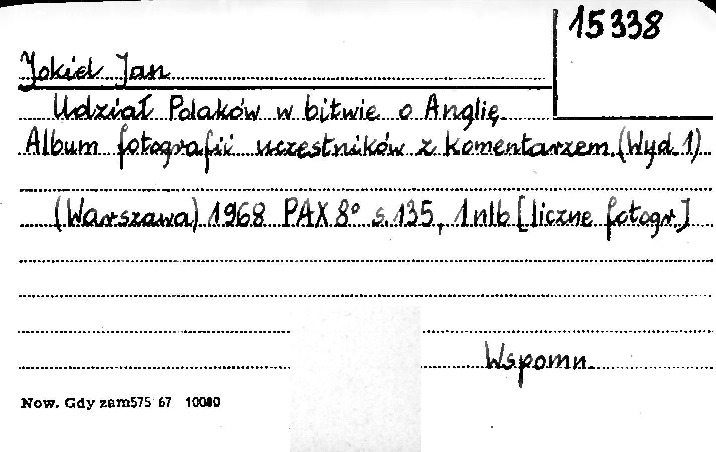 15338
Jokiel Jan
Udział Polaków w bitwie o Anglię.
Album fotografii uczestników z komentarzem. (Wyd. 1)
(Warszawa) 1968 PAX 8° s. 135, 1 nlb [liczne fotogr.]
Wspomn.
Now. Gdy zam575 67 10000